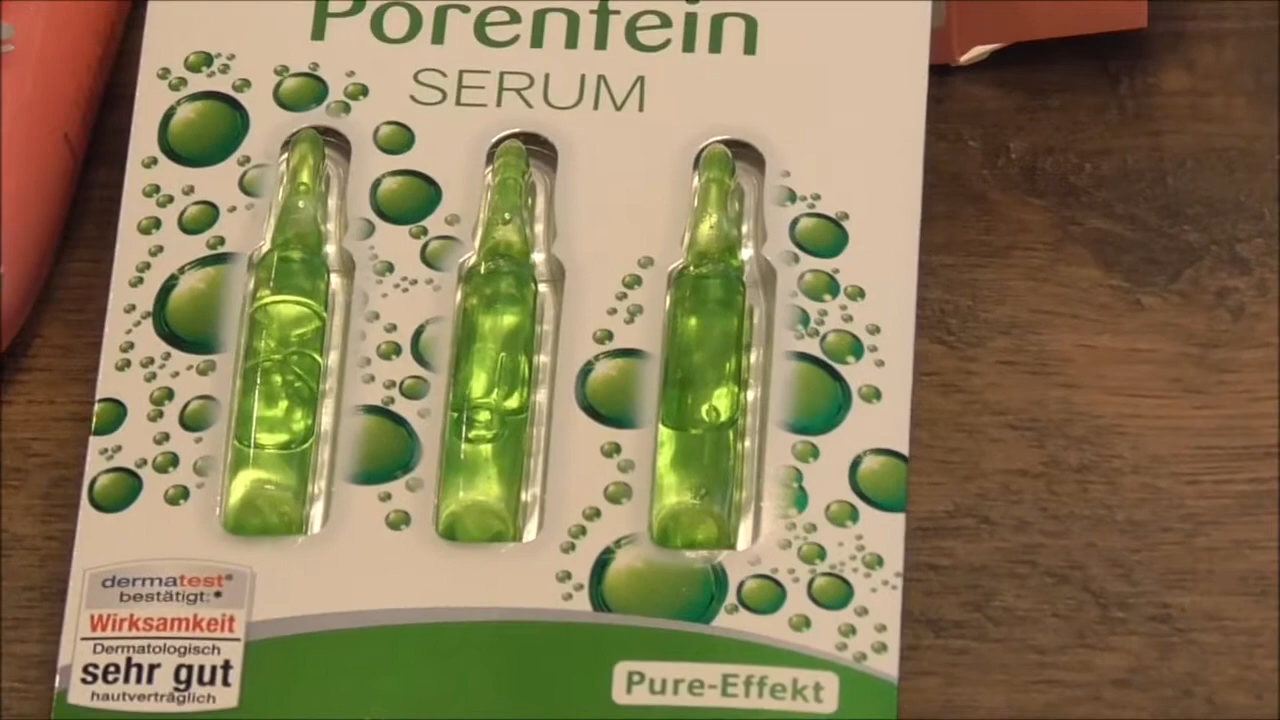 Porenfein
SERUM
dermatest®
bestätigt:*
Wirksamkeit
Dermatologisch
sehr gut
hautverträglich
Pure-Effekt